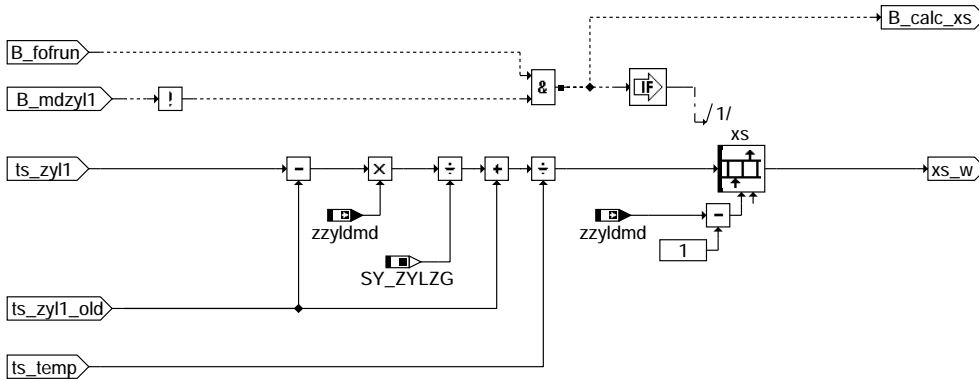 B_calc_xs
B_fofrun
&
IF
B_mdzyl1
!
/1/
xs
ts_zyl1
-
×
÷
+
÷
xs_w
zzyldmd
zzyldmd
-
1
SY_ZYLZG
ts_zyl1_old
ts_temp